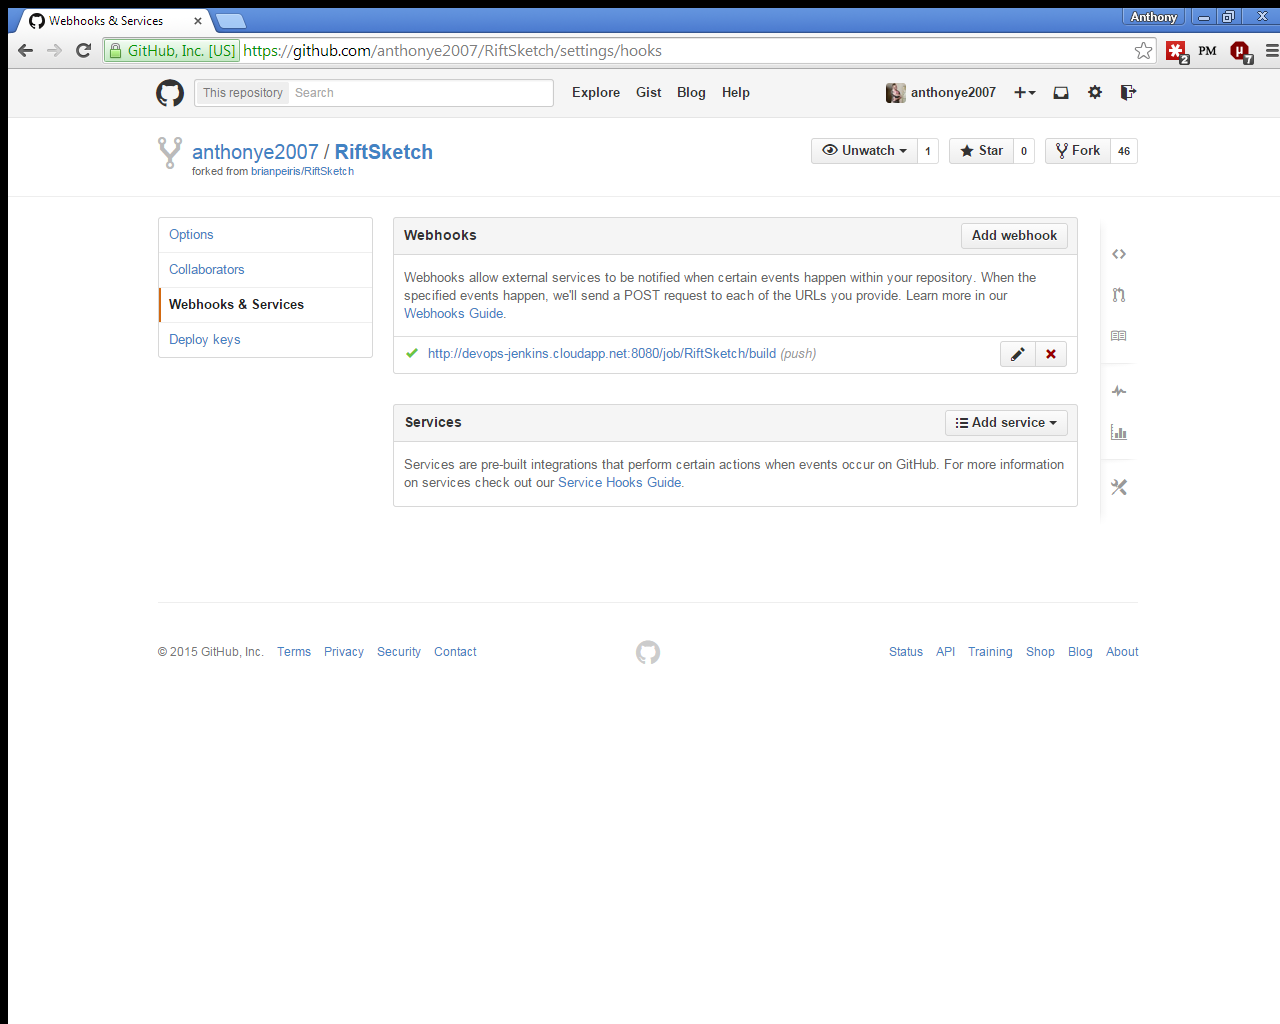 Webhooks & Services
Anthony
GitHub, Inc. [US] https://github.com/anthonye2007/RiftSketch/settings/hooks
2
PM
7
This repository Search
Explore Gist Blog Help
anthonye2007
anthonye2007 / RiftSketch
forked from brianpeiris/RiftSketch
Unwatch 1
Star 0
Fork 46
Options
Collaborators
Webhooks & Services
Deploy keys
Webhooks
Add webhook
Webhooks allow external services to be notified when certain events happen within your repository. When the
specified events happen, we'll send a POST request to each of the URLs you provide. Learn more in our
Webhooks Guide.
http://devops-jenkins.cloudapp.net:8080/job/RiftSketch/build (push)
Services
Add service
Services are pre-built integrations that perform certain actions when events occur on GitHub. For more information
on services check out our Service Hooks Guide.
© 2015 GitHub, Inc. Terms Privacy Security Contact
Status API Training Shop Blog About